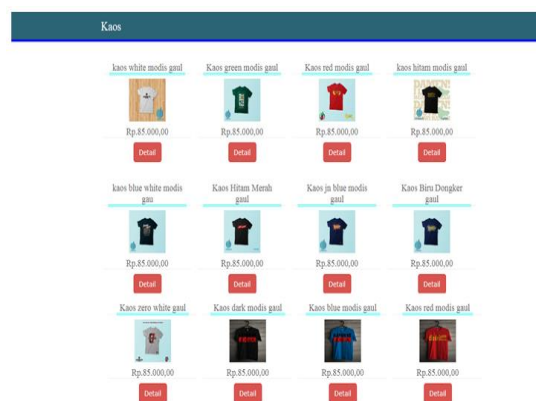 Kaos
kaos white modis gaul
Kaos green modis gaul
Kaos red modis gaul
kaos hitam modis gaul
Rp.85.000,00
Rp.85.000,00
Rp.85.000,00
Rp.85.000,00
Detail
Detail
Detail
Detail
kaos blue white modis
gau
Kaos Hitam Merah
gaul
Kaos jn blue modis
gaul
Kaos Biru Dongker
gaul
Rp.85.000,00
Rp.85.000,00
Rp.85.000,00
Rp.85.000,00
Detail
Detail
Detail
Detail
Kaos zero white gaul
Kaos dark modis gaul
Kaos blue modis gaul
Kaos red modis gaul
Rp.85.000,00
Rp.85.000,00
Rp.85.000,00
Rp.85.000,00
Detail
Detail
Detail
Detail